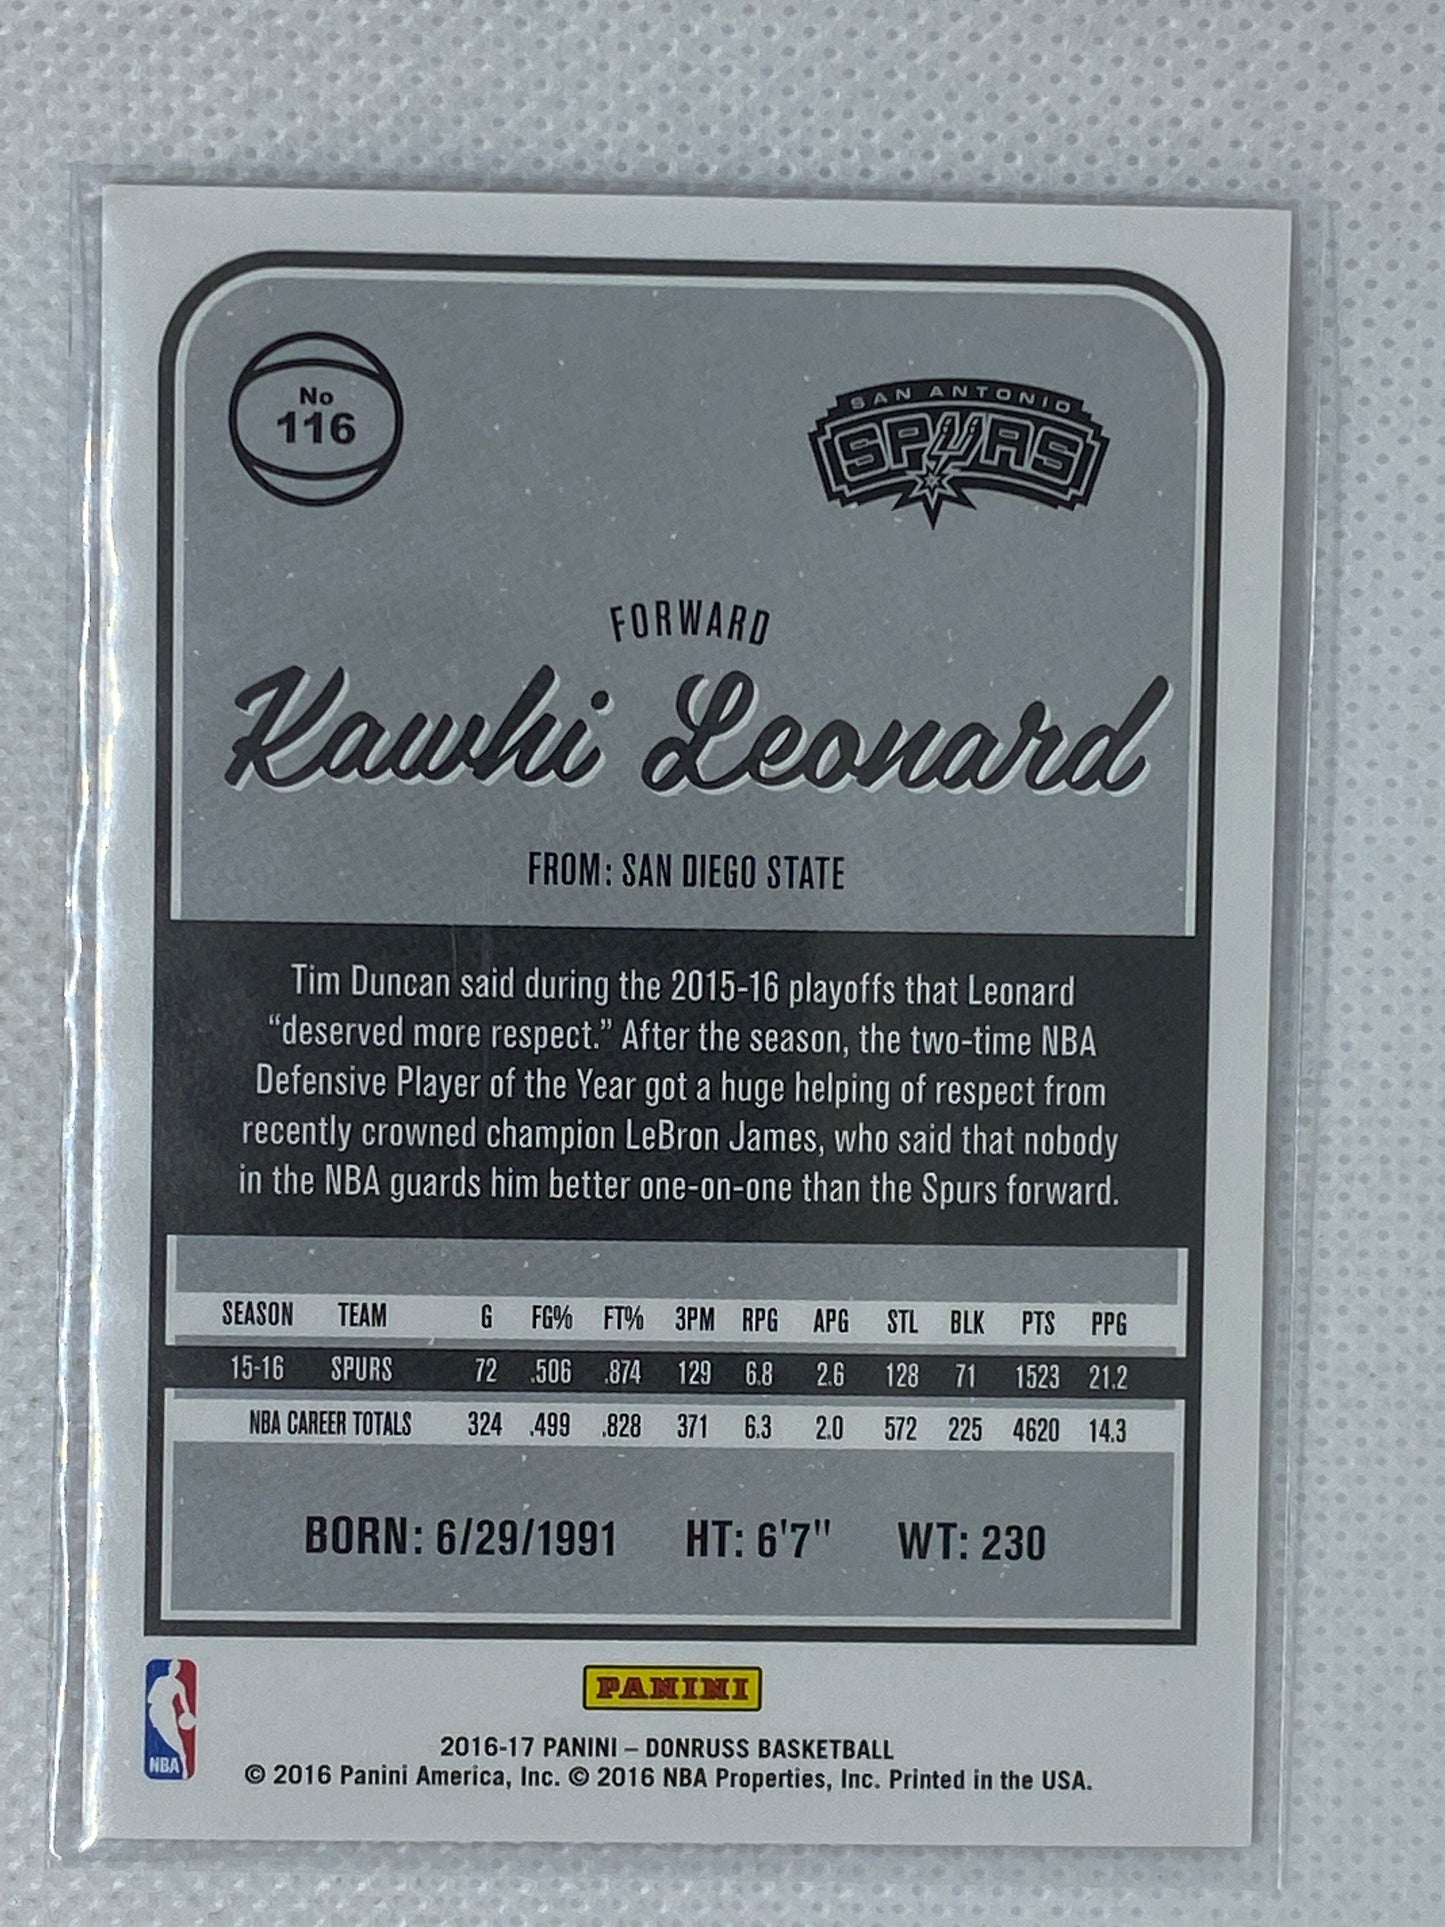 No
116
SAN ANTONIO
SPURS
FORWARD
Kawhi Leonard
FROM: SAN DIEGO STATE
Tim Duncan said during the 2015-16 playoffs that Leonard
“deserved more respect.” After the season, the two-time NBA
Defensive Player of the Year got a huge helping of respect from
recently crowned champion LeBron James, who said that nobody
in the NBA guards him better one-on-one than the Spurs forward.
SEASON TEAM G FG% FT% 3PM RPG APG STL BLK PTS PPG
15-16 SPURS 72 .506 .874 129 6.8 2.6 128 71 1523 21.2
NBA CAREER TOTALS 324 .499 .828 371 6.3 2.0 572 225 4620 14.3
BORN: 6/29/1991 HT: 6'7" WT: 230
PANINI
NBA
2016-17 PANINI – DONRUSS BASKETBALL
© 2016 Panini America, Inc. © 2016 NBA Properties, Inc. Printed in the USA.